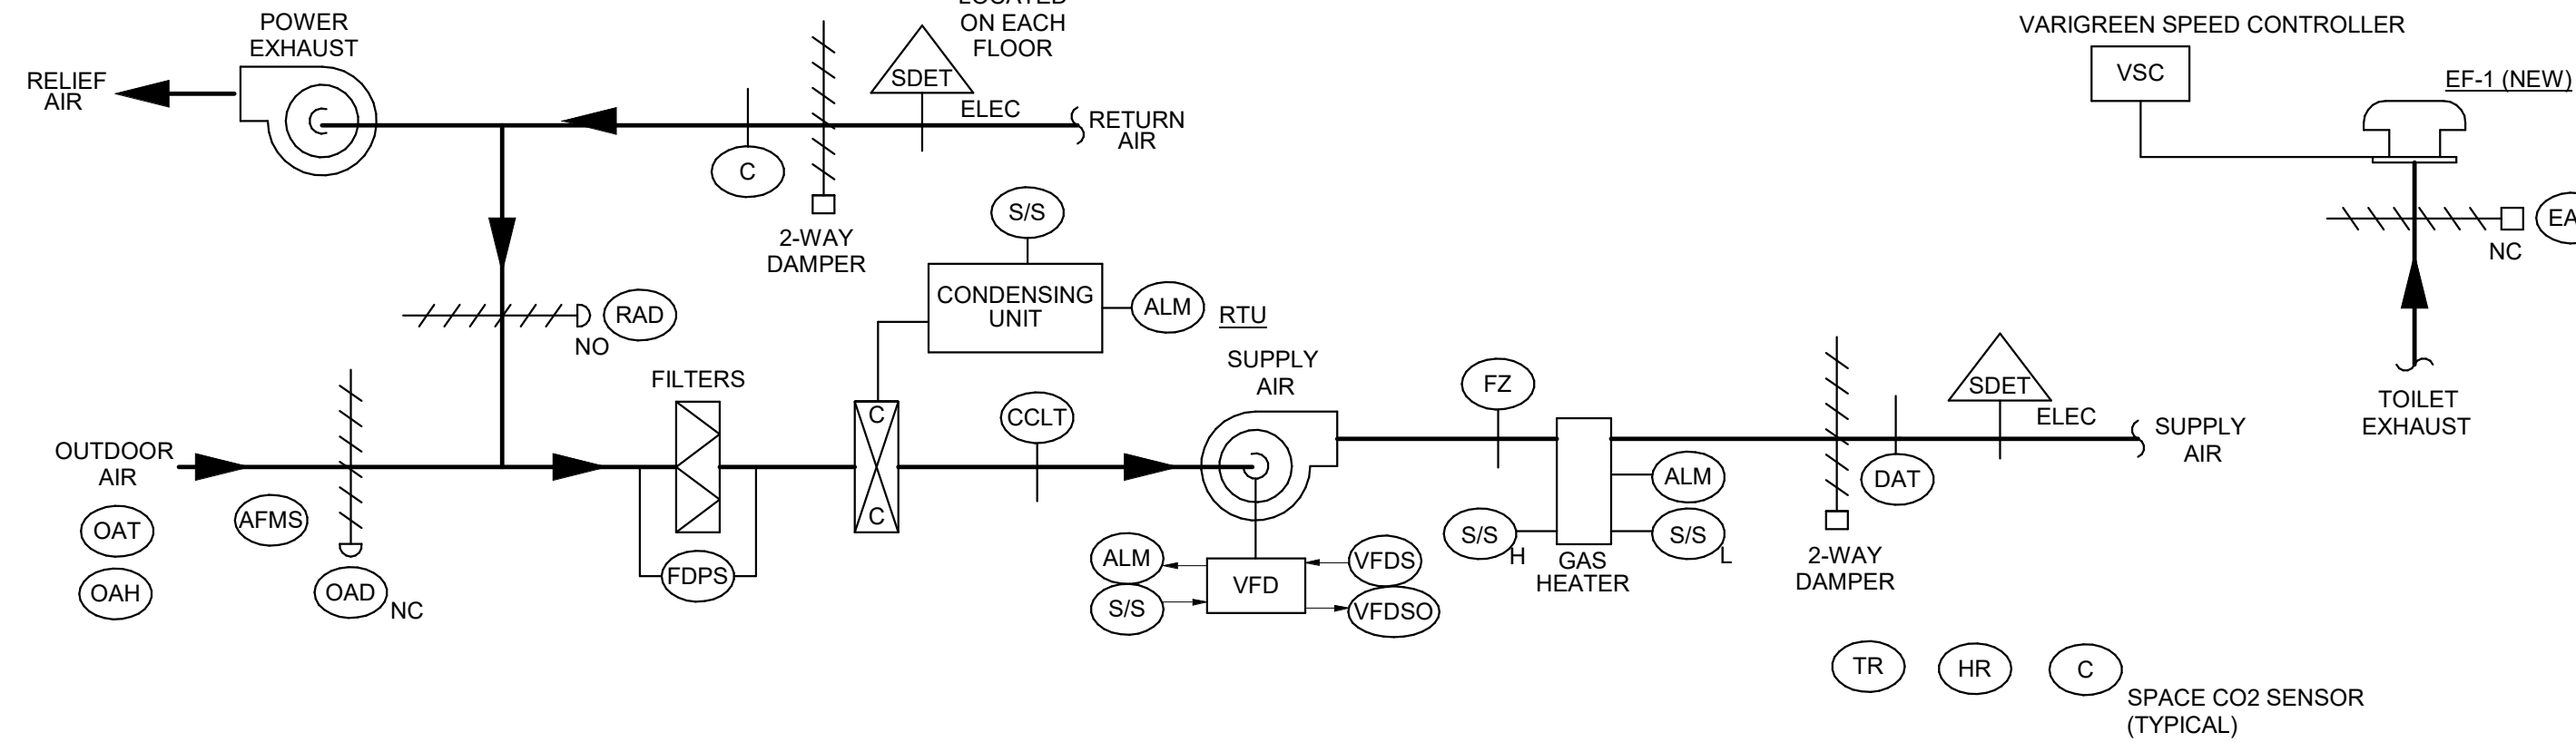 LOCATED
ON EACH
FLOOR
POWER
EXHAUST
RELIEF
AIR
SDET
ELEC
RETURN
AIR
C
2-WAY
DAMPER
VARIGREEN SPEED CONTROLLER
VSC
EF-1 (NEW)
EA
NC
TOILET
EXHAUST
S/S
CONDENSING
UNIT
ALM
RTU
RAD
NO
FILTERS
C
C
CCLT
SUPPLY
AIR
FZ
SDET
ELEC
SUPPLY
AIR
OUTDOOR
AIR
OAT
OAH
AFMS
OAD
NC
FDPS
ALM
S/S
VFD
VFDS
VFDSO
S/S
H
GAS
HEATER
ALM
S/S
L
2-WAY
DAMPER
DAT
TR
HR
C
SPACE CO2 SENSOR
(TYPICAL)